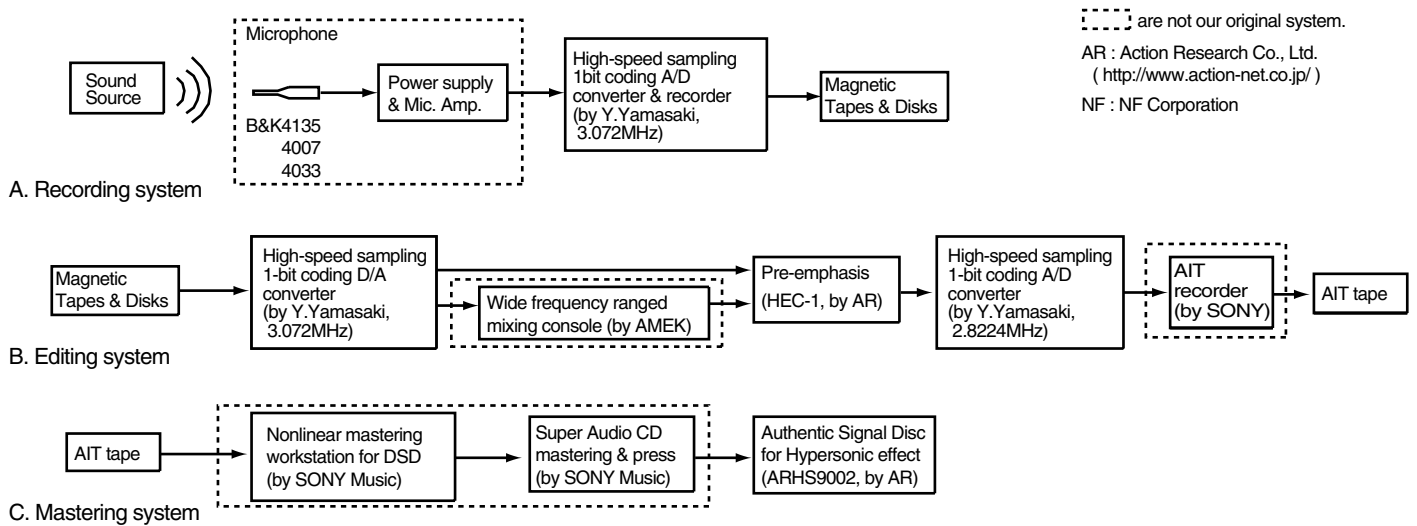 Microphone
Sound
Source
Power supply
& Mic. Amp.
B&K4135
4007
4033
High-speed sampling
1bit coding A/D
converter & recorder
(by Y.Yamasaki,
3.072MHz)
Magnetic
Tapes & Disks
are not our original system.
AR : Action Research Co., Ltd.
( http://www.action-net.co.jp/ )
NF : NF Corporation
A. Recording system
Magnetic
Tapes & Disks
High-speed sampling
1-bit coding D/A
converter
(by Y.Yamasaki,
3.072MHz)
Wide frequency ranged
mixing console (by AMEK)
Pre-emphasis
(HEC-1, by AR)
High-speed sampling
1-bit coding A/D
converter
(by Y.Yamasaki,
2.8224MHz)
AIT
recorder
(by SONY)
AIT tape
B. Editing system
AIT tape
Nonlinear mastering
workstation for DSD
(by SONY Music)
Super Audio CD
mastering & press
(by SONY Music)
Authentic Signal Disc
for Hypersonic effect
(ARHS9002, by AR)
C. Mastering system